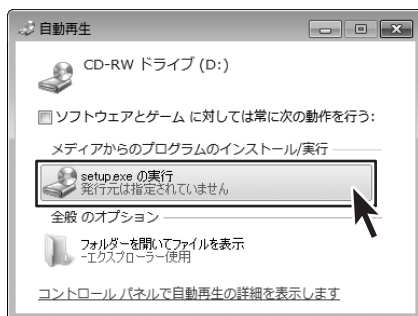 自動再生
CD-RW ドライブ (D:)
ソフトウェアとゲーム に対しては常に次の動作を行う:
メディアからのプログラムのインストール/実行
setup.exe の実行
発行元は指定されていません
全般 のオプション
フォルダーを開いてファイルを表示
-エクスプローラー使用
コントロール パネルで自動再生の詳細を表示します